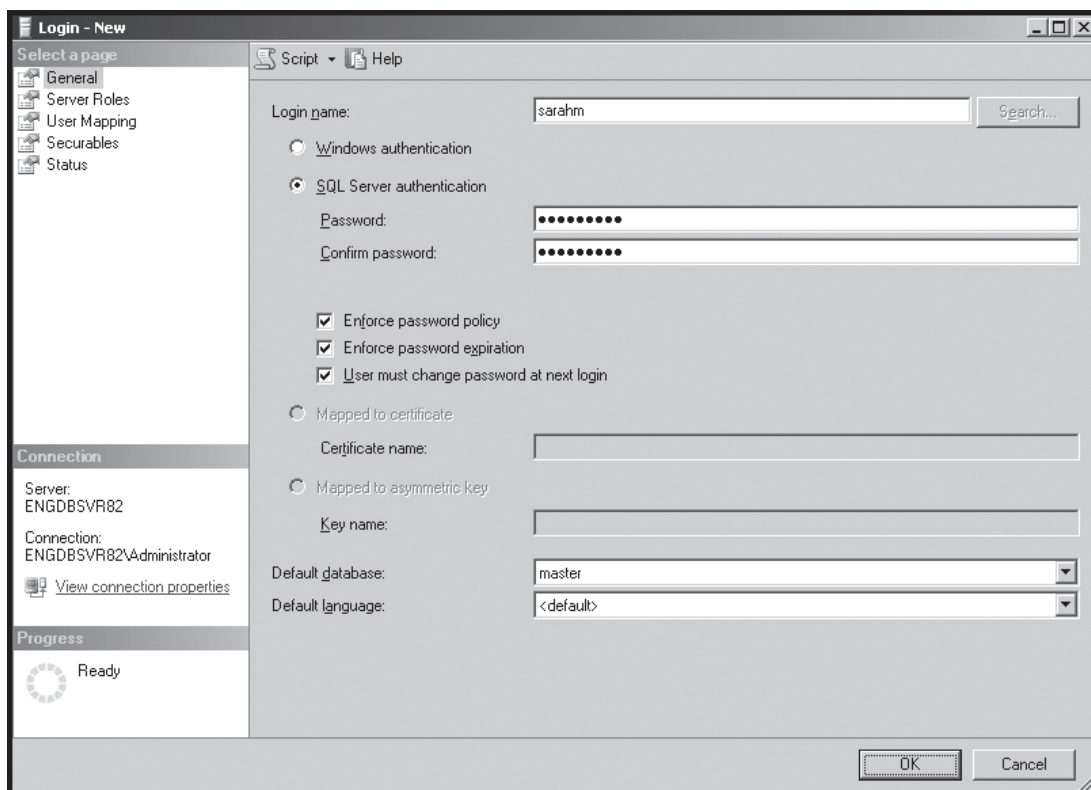 Login - New
Select a page
General
Server Roles
User Mapping
Securables
Status
Script Help
Login name: sarahm Search...
Windows authentication
SQL Server authentication
Password: ●●●●●●●●●
Confirm password: ●●●●●●●●●
Enforce password policy
Enforce password expiration
User must change password at next login
Mapped to certificate
Certificate name:
Mapped to asymmetric key
Key name:
Default database: master
Default language: <default>
Connection
Server:
ENGDBSVR82
Connection:
ENGDBSVR82\Administrator
View connection properties
Progress
Ready
OK Cancel